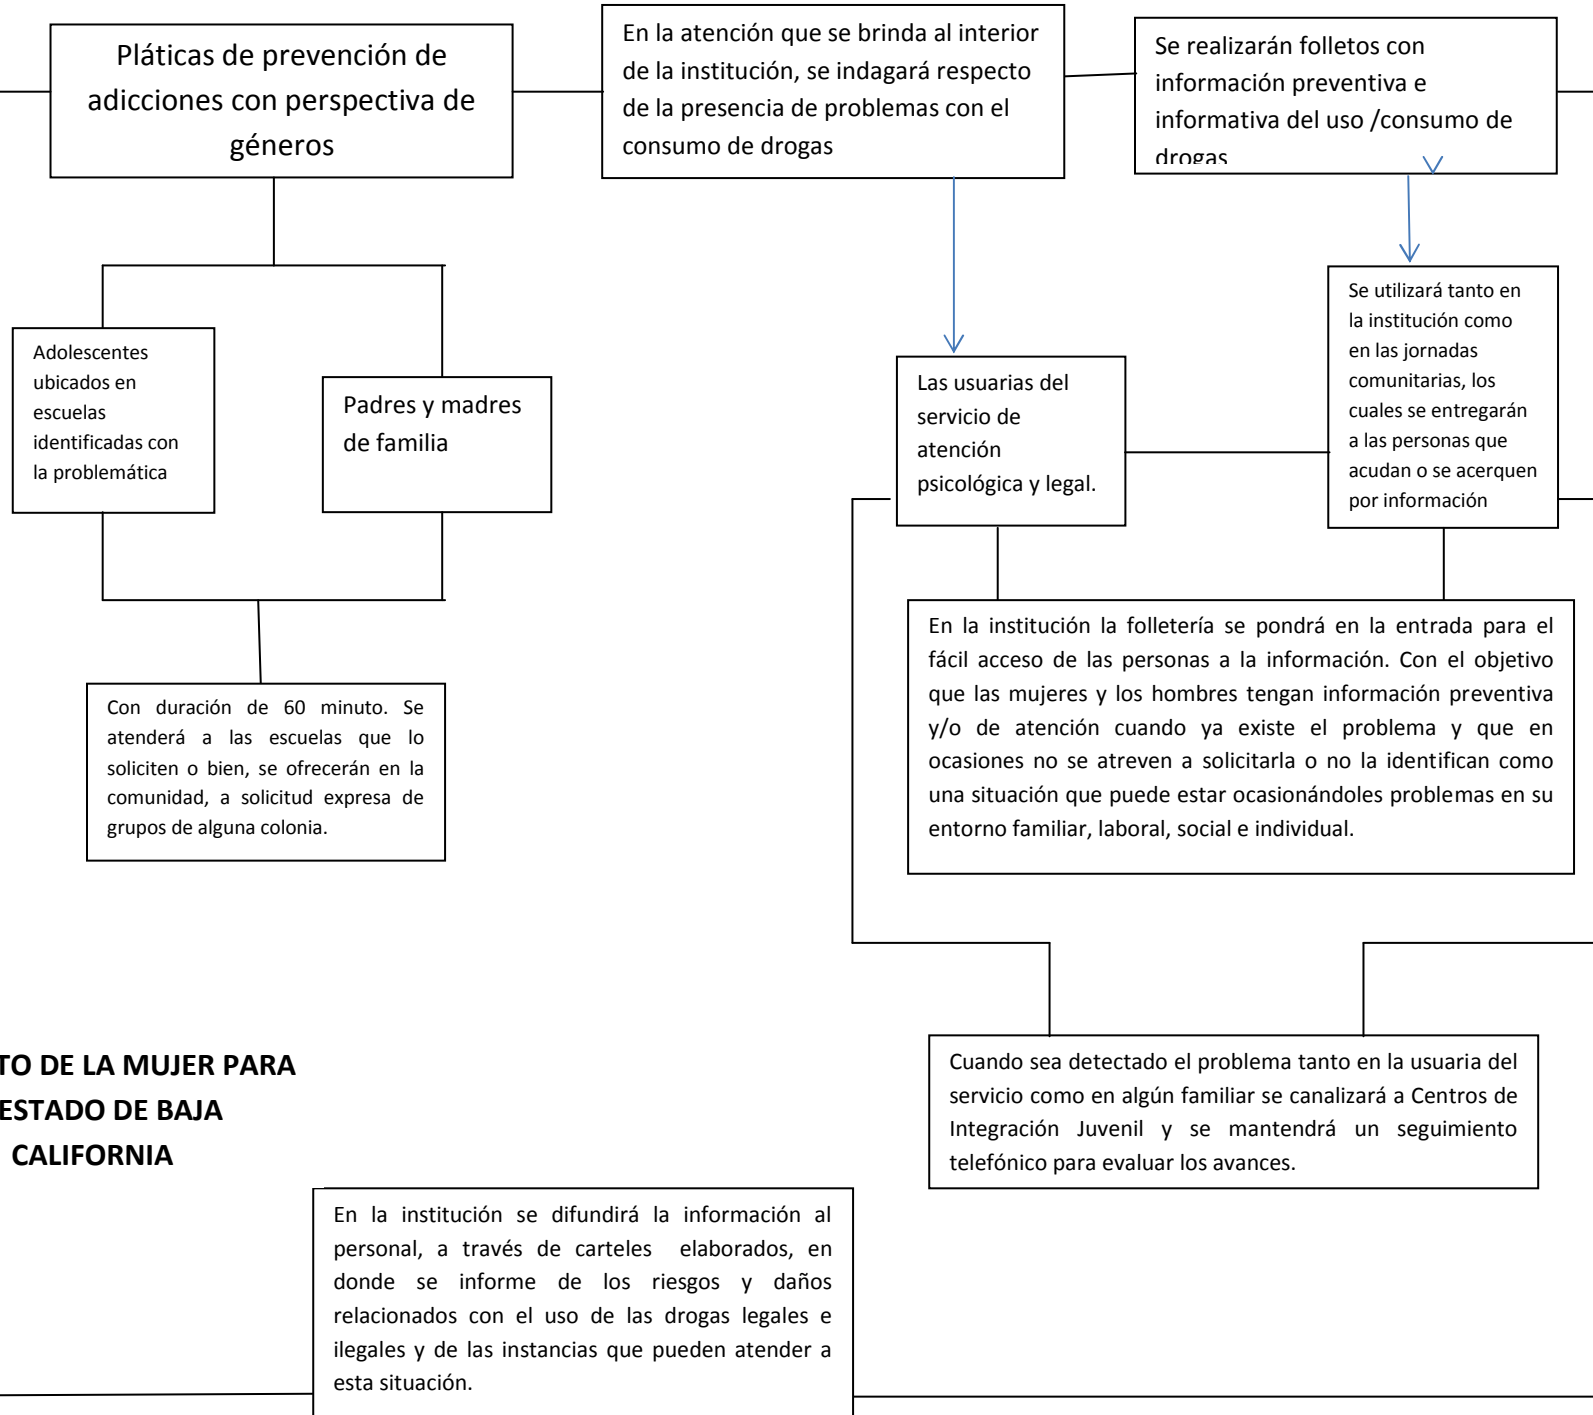 Pláticas de prevención de
adicciones con perspectiva de
géneros
En la atención que se brinda al interior
de la institución, se indagará respecto
de la presencia de problemas con el
consumo de drogas
Se realizarán folletos con
información preventiva e
informativa del uso /consumo de
drogas
Adolescentes
ubicados en
escuelas
identificadas con
la problemática
Padres y madres
de familia
Las usuarias del
servicio de
atención
psicológica y legal.
Se utilizará tanto en
la institución como
en las jornadas
comunitarias, los
cuales se entregarán
a las personas que
acudan o se acerquen
por información
Con duración de 60 minuto. Se
atenderá a las escuelas que lo
soliciten o bien, se ofrecerán en la
comunidad, a solicitud expresa de
grupos de alguna colonia.
En la institución la folletería se pondrá en la entrada para el
fácil acceso de las personas a la información. Con el objetivo
que las mujeres y los hombres tengan información preventiva
y/o de atención cuando ya existe el problema y que en
ocasiones no se atreven a solicitarla o no la identifican como
una situación que puede estar ocasionándoles problemas en su
entorno familiar, laboral, social e individual.
TO DE LA MUJER PARA
ESTADO DE BAJA
CALIFORNIA
Cuando sea detectado el problema tanto en la usuaria del
servicio como en algún familiar se canalizará a Centros de
Integración Juvenil y se mantendrá un seguimiento
telefónico para evaluar los avances.
En la institución se difundirá la información al
personal, a través de carteles elaborados, en
donde se informe de los riesgos y daños
relacionados con el uso de las drogas legales e
ilegales y de las instancias que pueden atender a
esta situación.